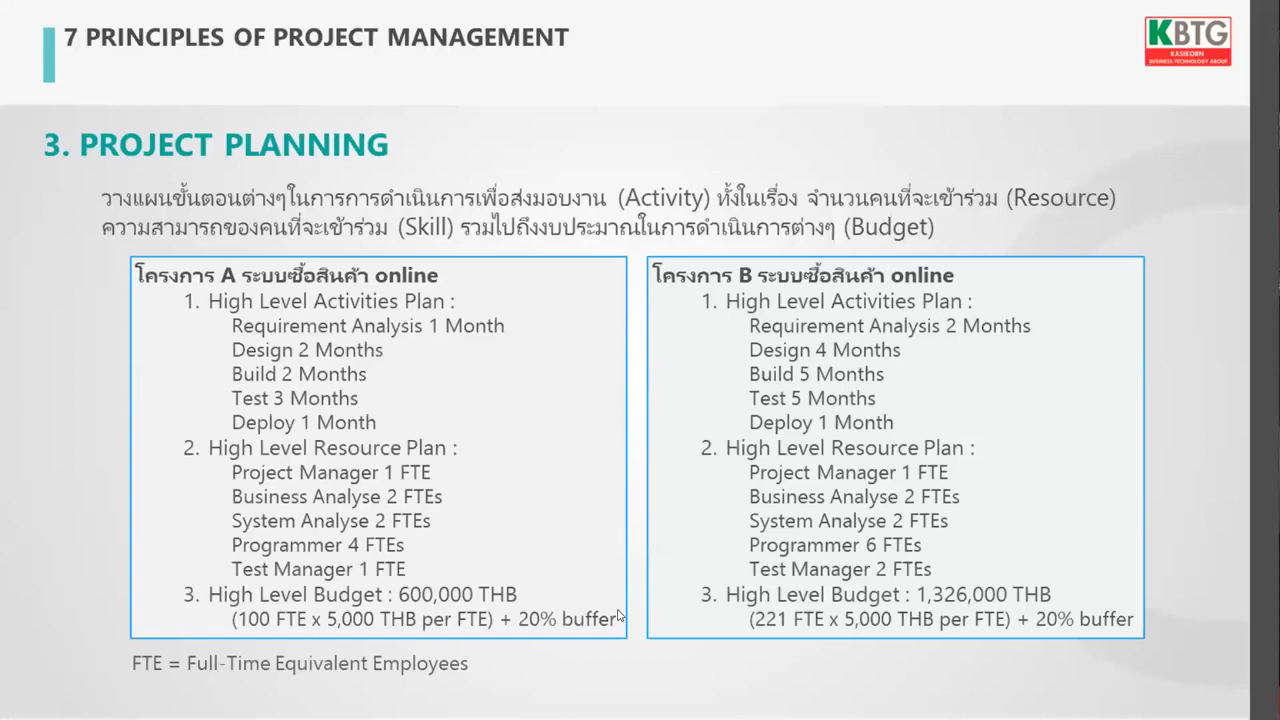 7 PRINCIPLES OF PROJECT MANAGEMENT
KBTG
KASIKORN
BUSINESS-TECHNOLOGY GROUP
3. PROJECT PLANNING
วางแผนขั้นตอนต่างๆในการการดำเนินการเพื่อส่งมอบงาน (Activity) ทั้งในเรื่อง จำนวนคนที่จะเข้าร่วม (Resource)
ความสามารถของคนที่จะเข้าร่วม (Skill) รวมไปถึงงบประมาณในการดำเนินการต่างๆ (Budget)
โครงการ A ระบบซื้อสินค้า online
1. High Level Activities Plan :
Requirement Analysis 1 Month
Design 2 Months
Build 2 Months
Test 3 Months
Deploy 1 Month
2. High Level Resource Plan :
Project Manager 1 FTE
Business Analyse 2 FTEs
System Analyse 2 FTEs
Programmer 4 FTEs
Test Manager 1 FTE
3. High Level Budget : 600,000 THB
(100 FTE x 5,000 THB per FTE) + 20% buffer
โครงการ B ระบบซื้อสินค้า online
1. High Level Activities Plan :
Requirement Analysis 2 Months
Design 4 Months
Build 5 Months
Test 5 Months
Deploy 1 Month
2. High Level Resource Plan :
Project Manager 1 FTE
Business Analyse 2 FTEs
System Analyse 2 FTEs
Programmer 6 FTEs
Test Manager 2 FTEs
3. High Level Budget : 1,326,000 THB
(221 FTE x 5,000 THB per FTE) + 20% buffer
FTE = Full-Time Equivalent Employees